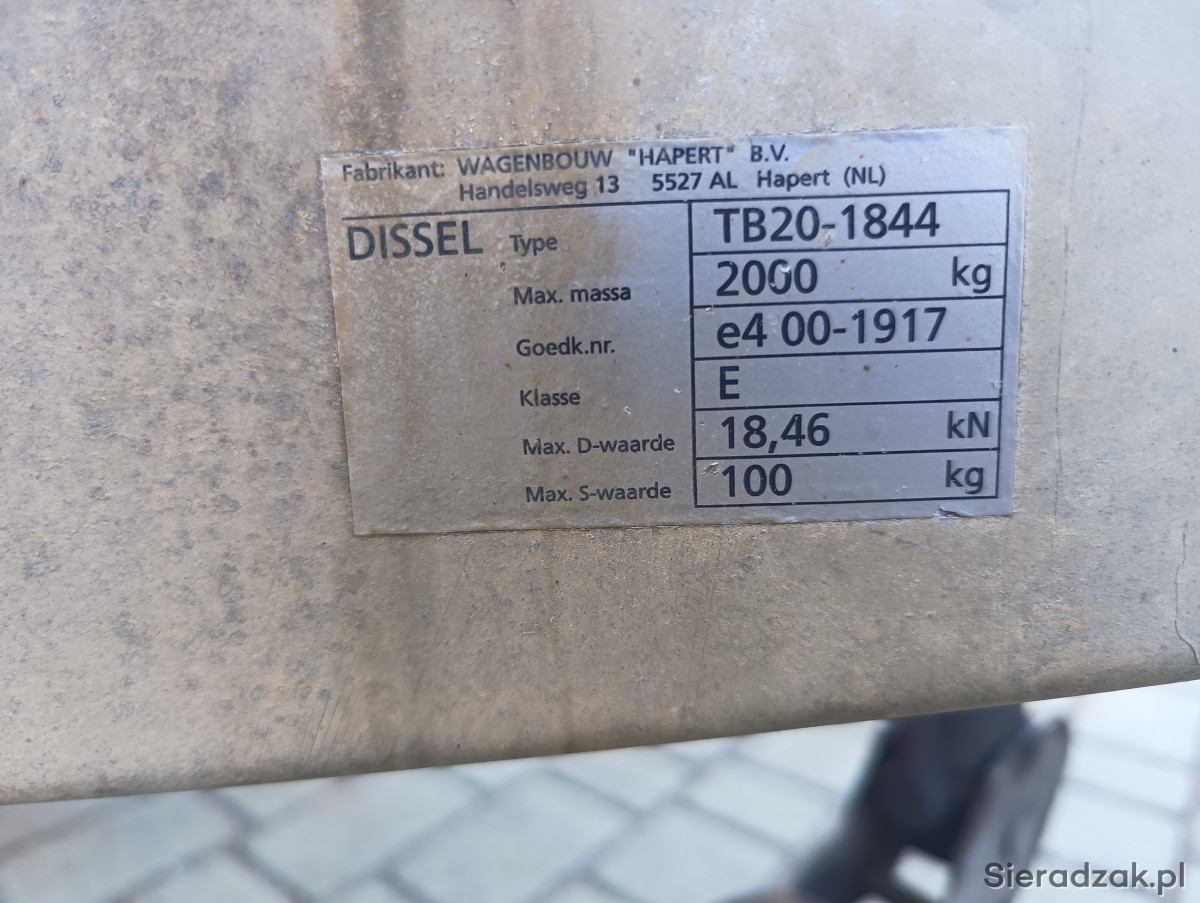 Fabrikant: WAGENBOUW "HAPERT" B.V.
Handelsweg 13 5527 AL Hapert (NL)
DISSEL Type TB20-1844
Max. massa 2000 kg
Goedk.nr. e4 00-1917
Klasse E
Max. D-waarde 18,46 kN
Max. S-waarde 100 kg
Sieradzak.pl